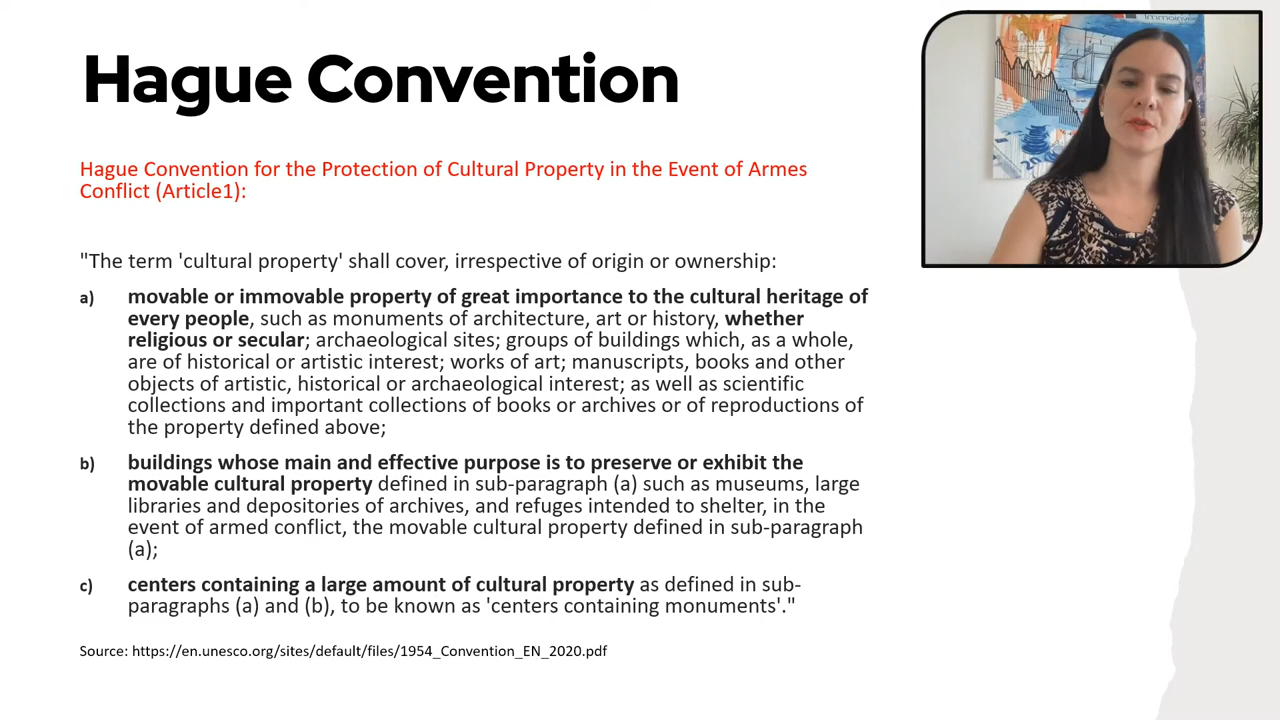 Hague Convention
Hague Convention for the Protection of Cultural Property in the Event of Armes
Conflict (Article1):
"The term 'cultural property' shall cover, irrespective of origin or ownership:
a) movable or immovable property of great importance to the cultural heritage of
every people, such as monuments of architecture, art or history, whether
religious or secular; archaeological sites; groups of buildings which, as a whole,
are of historical or artistic interest; works of art; manuscripts, books and other
objects of artistic, historical or archaeological interest; as well as scientific
collections and important collections of books or archives or of reproductions of
the property defined above;
b) buildings whose main and effective purpose is to preserve or exhibit the
movable cultural property defined in sub-paragraph (a) such as museums, large
libraries and depositories of archives, and refuges intended to shelter, in the
event of armed conflict, the movable cultural property defined in sub-paragraph
(a);
c) centers containing a large amount of cultural property as defined in sub-
paragraphs (a) and (b), to be known as 'centers containing monuments'."
Source: https://en.unesco.org/sites/default/files/1954_Convention_EN_2020.pdf